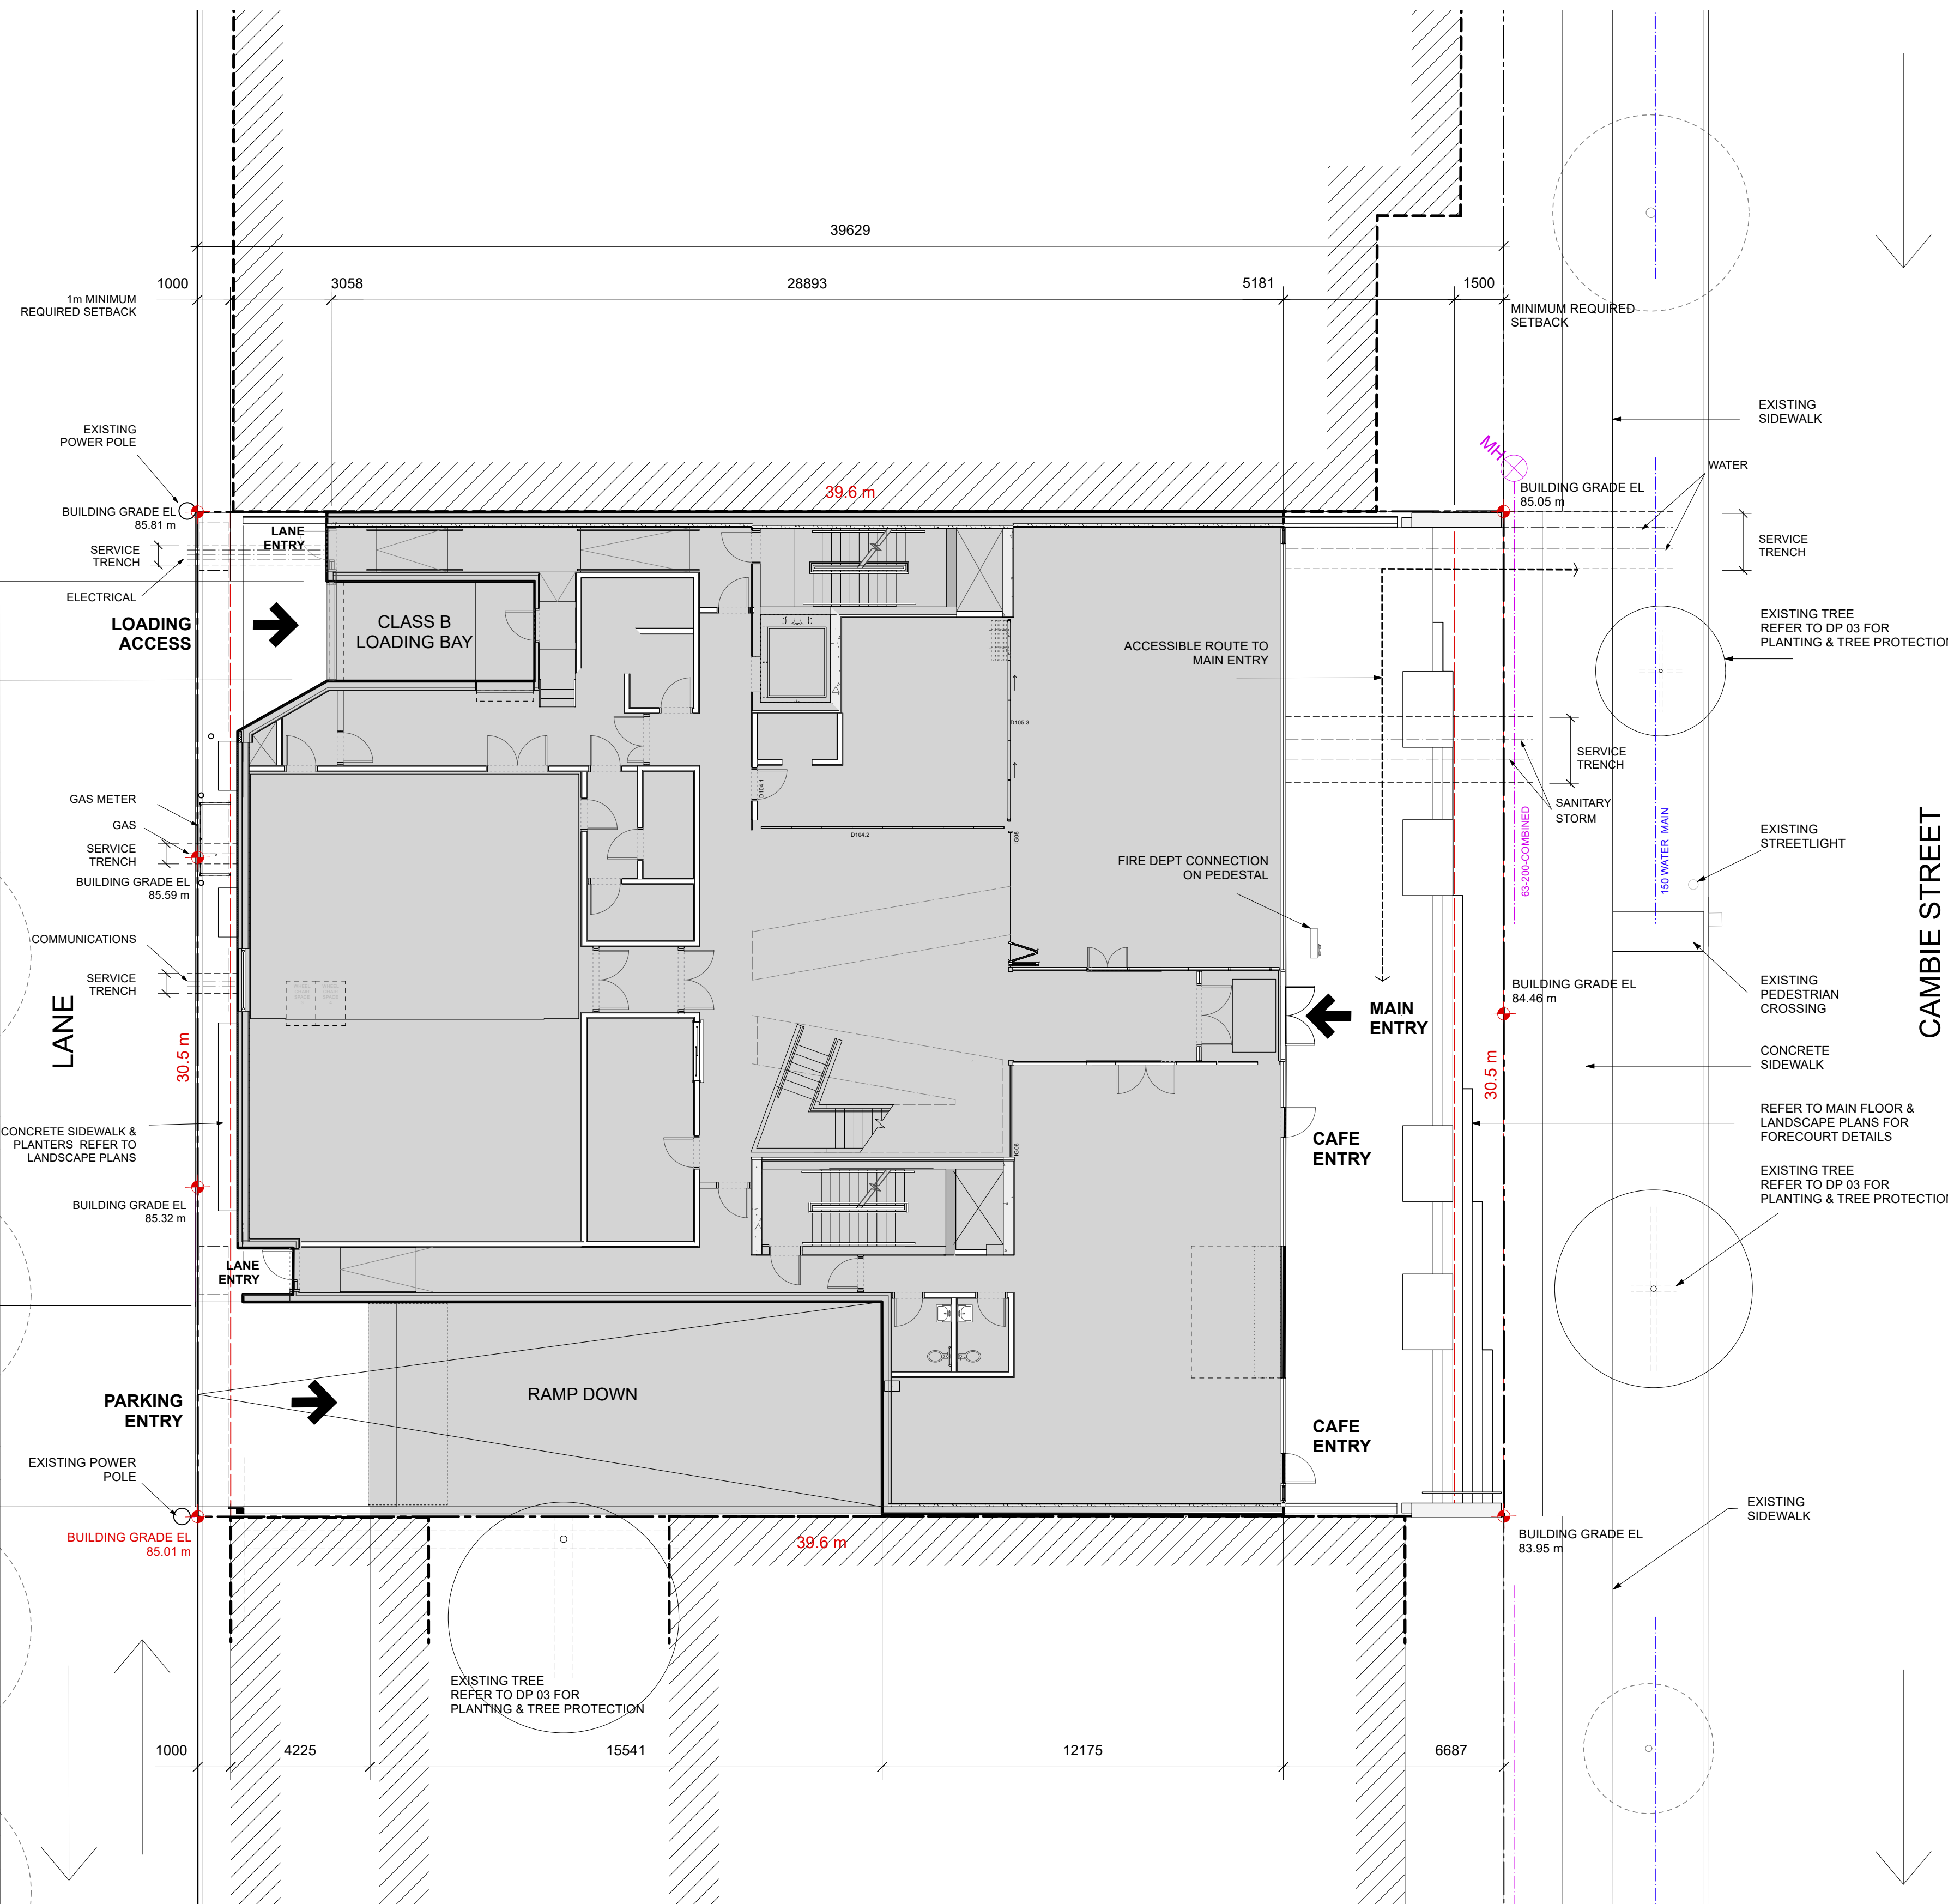 39629
1000
3058
28893
5181
1500
1m MINIMUM
REQUIRED SETBACK
MINIMUM REQUIRED
SETBACK
EXISTING
SIDEWALK
EXISTING
POWER POLE
MH
WATER
39.6 m
BUILDING GRADE EL
85.05 m
BUILDING GRADE EL
85.81 m
LANE
ENTRY
SERVICE
TRENCH
SERVICE
TRENCH
ELECTRICAL
LOADING
ACCESS
CLASS B
LOADING BAY
EXISTING TREE
REFER TO DP 03 FOR
PLANTING & TREE PROTECTION
ACCESSIBLE ROUTE TO
MAIN ENTRY
D105.3
SERVICE
TRENCH
D104.1
GAS METER
GAS
SERVICE
TRENCH
SANITARY
STORM
D104.2
IG05
63-200-COMBINED
150 WATER MAIN
EXISTING
STREETLIGHT
CAMBIE STREET
FIRE DEPT CONNECTION
ON PEDESTAL
BUILDING GRADE EL
85.59 m
COMMUNICATIONS
SERVICE
TRENCH
LANE
BUILDING GRADE EL
84.46 m
EXISTING
PEDESTRIAN
CROSSING
MAIN
ENTRY
30.5 m
30.5 m
CONCRETE
SIDEWALK
CONCRETE SIDEWALK &
PLANTERS REFER TO
LANDSCAPE PLANS
IG06
CAFE
ENTRY
REFER TO MAIN FLOOR &
LANDSCAPE PLANS FOR
FORECOURT DETAILS
EXISTING TREE
REFER TO DP 03 FOR
PLANTING & TREE PROTECTION
BUILDING GRADE EL
85.32 m
LANE
ENTRY
PARKING
ENTRY
RAMP DOWN
CAFE
ENTRY
EXISTING POWER
POLE
EXISTING
SIDEWALK
BUILDING GRADE EL
85.01 m
39.6 m
BUILDING GRADE EL
83.95 m
EXISTING TREE
REFER TO DP 03 FOR
PLANTING & TREE PROTECTION
1000
4225
15541
12175
6687